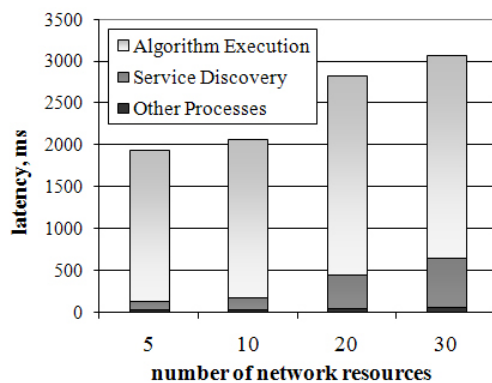 3500
3000
2500
2000
1500
1000
500
0
latency, ms
Algorithm Execution
Service Discovery
Other Processes
5 10 20 30
number of network resources